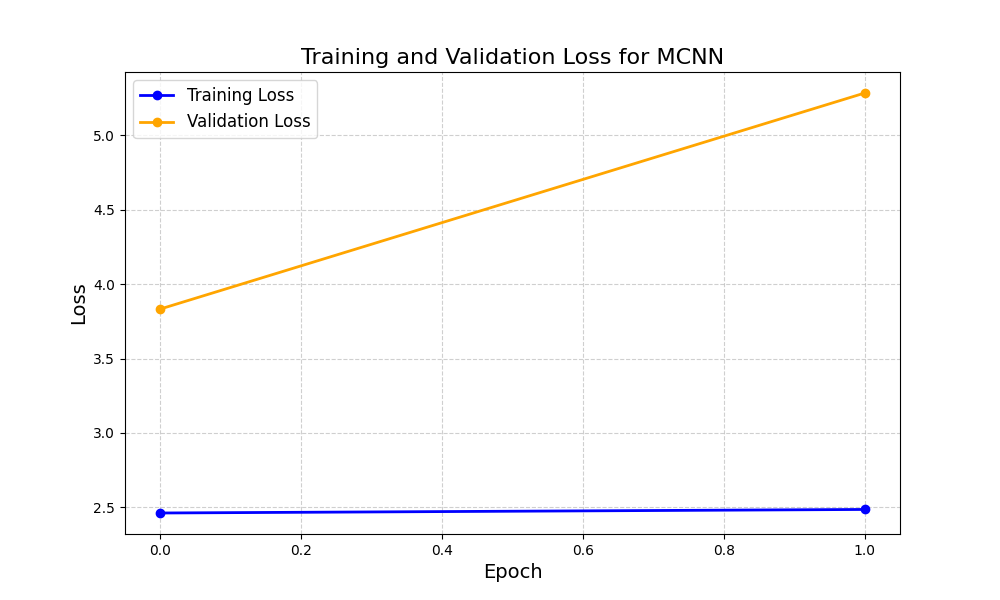 Training and Validation Loss for MCNN
Training Loss
Validation Loss
5.0
4.5
4.0
3.5
3.0
2.5
Loss
0.0 0.2 0.4 0.6 0.8 1.0
Epoch